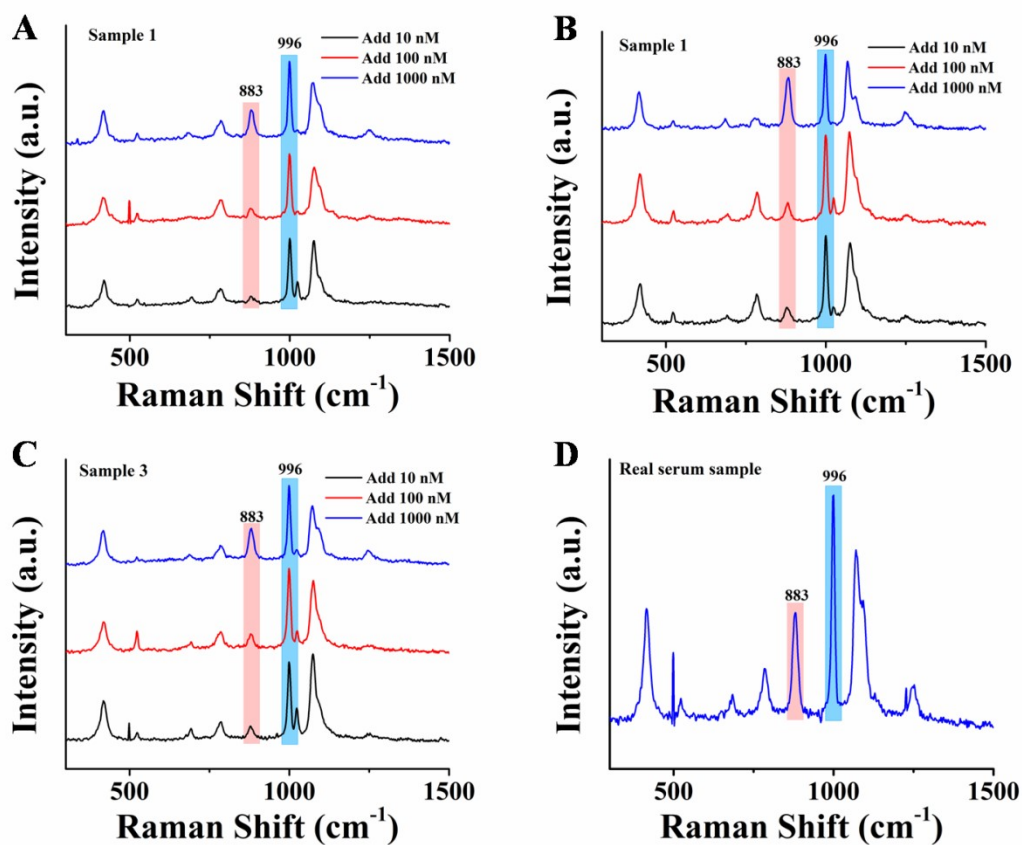 A
Sample 1
996
883
Add 10 nM
Add 100 nM
Add 1000 nM
Intensity (a.u.)
500
1000
1500
Raman Shift (cm⁻¹)
B
Sample 1
996
883
Add 10 nM
Add 100 nM
Add 1000 nM
Intensity (a.u.)
500
1000
1500
Raman Shift (cm⁻¹)
C
Sample 3
996
883
Add 10 nM
Add 100 nM
Add 1000 nM
Intensity (a.u.)
500
1000
1500
Raman Shift (cm⁻¹)
D
Real serum sample
996
883
Intensity (a.u.)
500
1000
1500
Raman Shift (cm⁻¹)